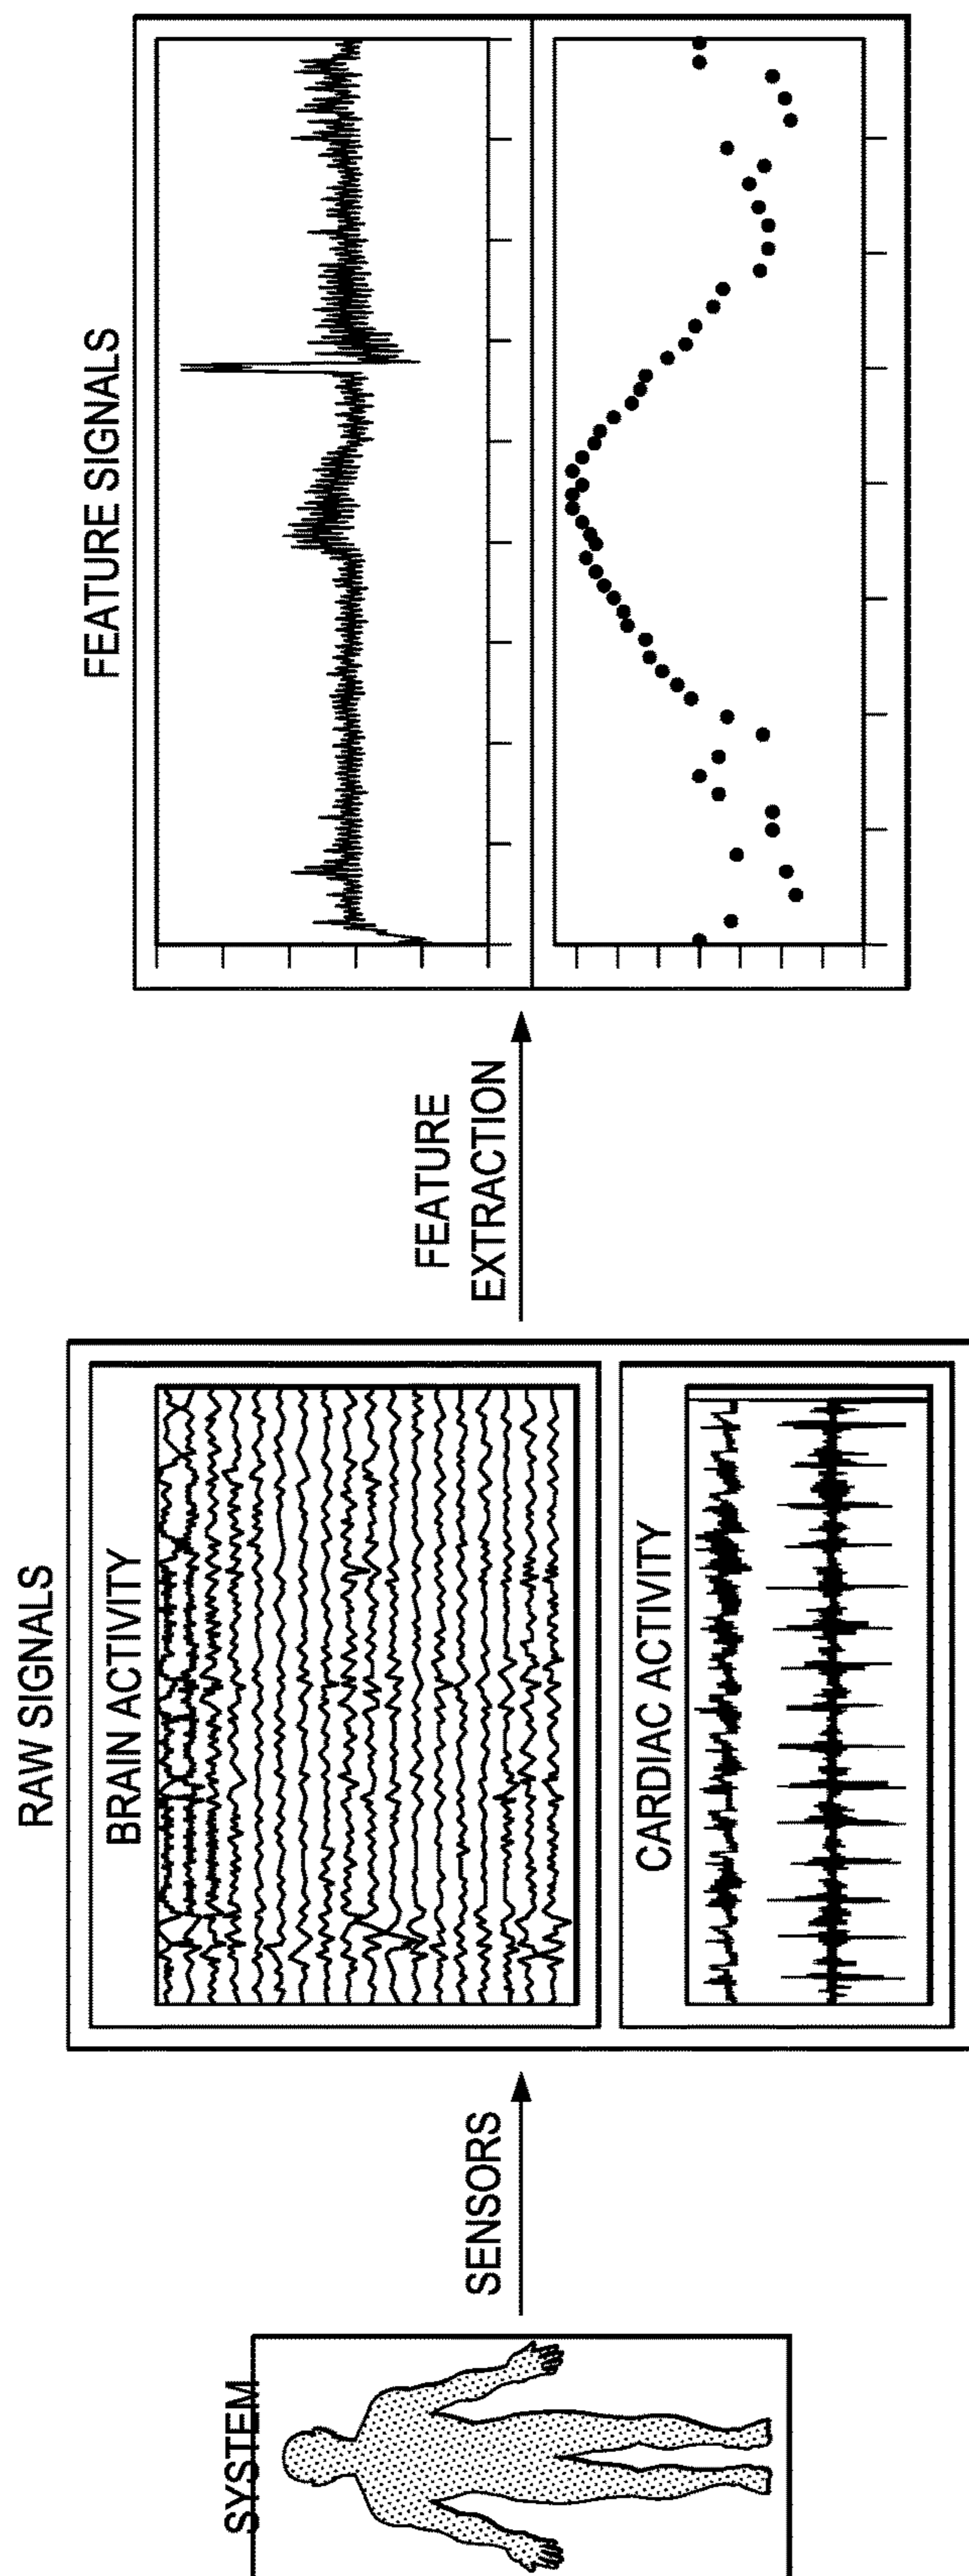 SYSTEM
SENSORS
RAW SIGNALS
BRAIN ACTIVITY
CARDIAC ACTIVITY
FEATURE
EXTRACTION
FEATURE SIGNALS